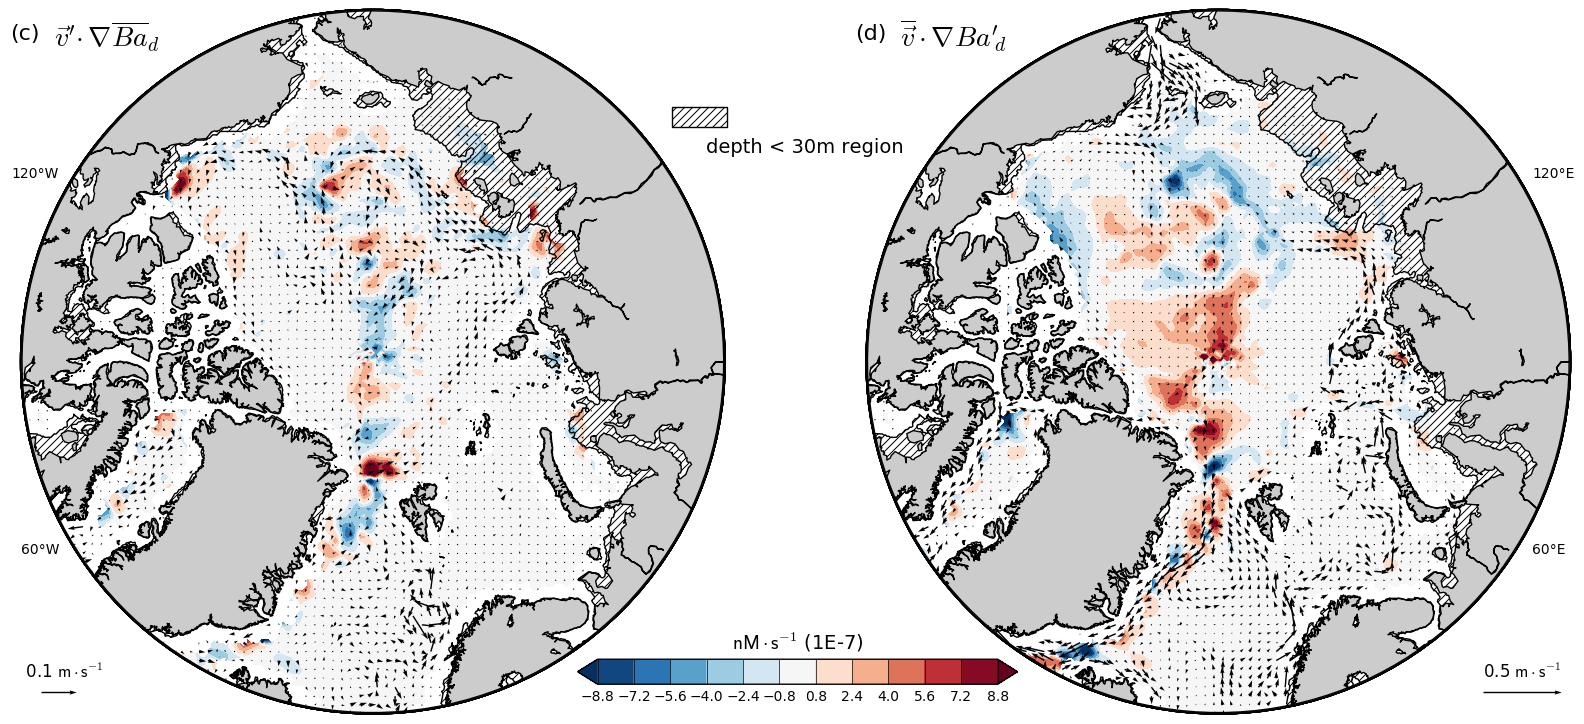 (c) v⃗′ · ∇B̅a̅_d
(d) v⃗̅ · ∇Ba′_d
depth < 30m region
120°W
120°E
60°W
60°E
nM · s⁻¹ (1E-7)
0.1 m · s⁻¹
0.5 m · s⁻¹
−8.8 −7.2 −5.6 −4.0 −2.4 −0.8 0.8 2.4 4.0 5.6 7.2 8.8